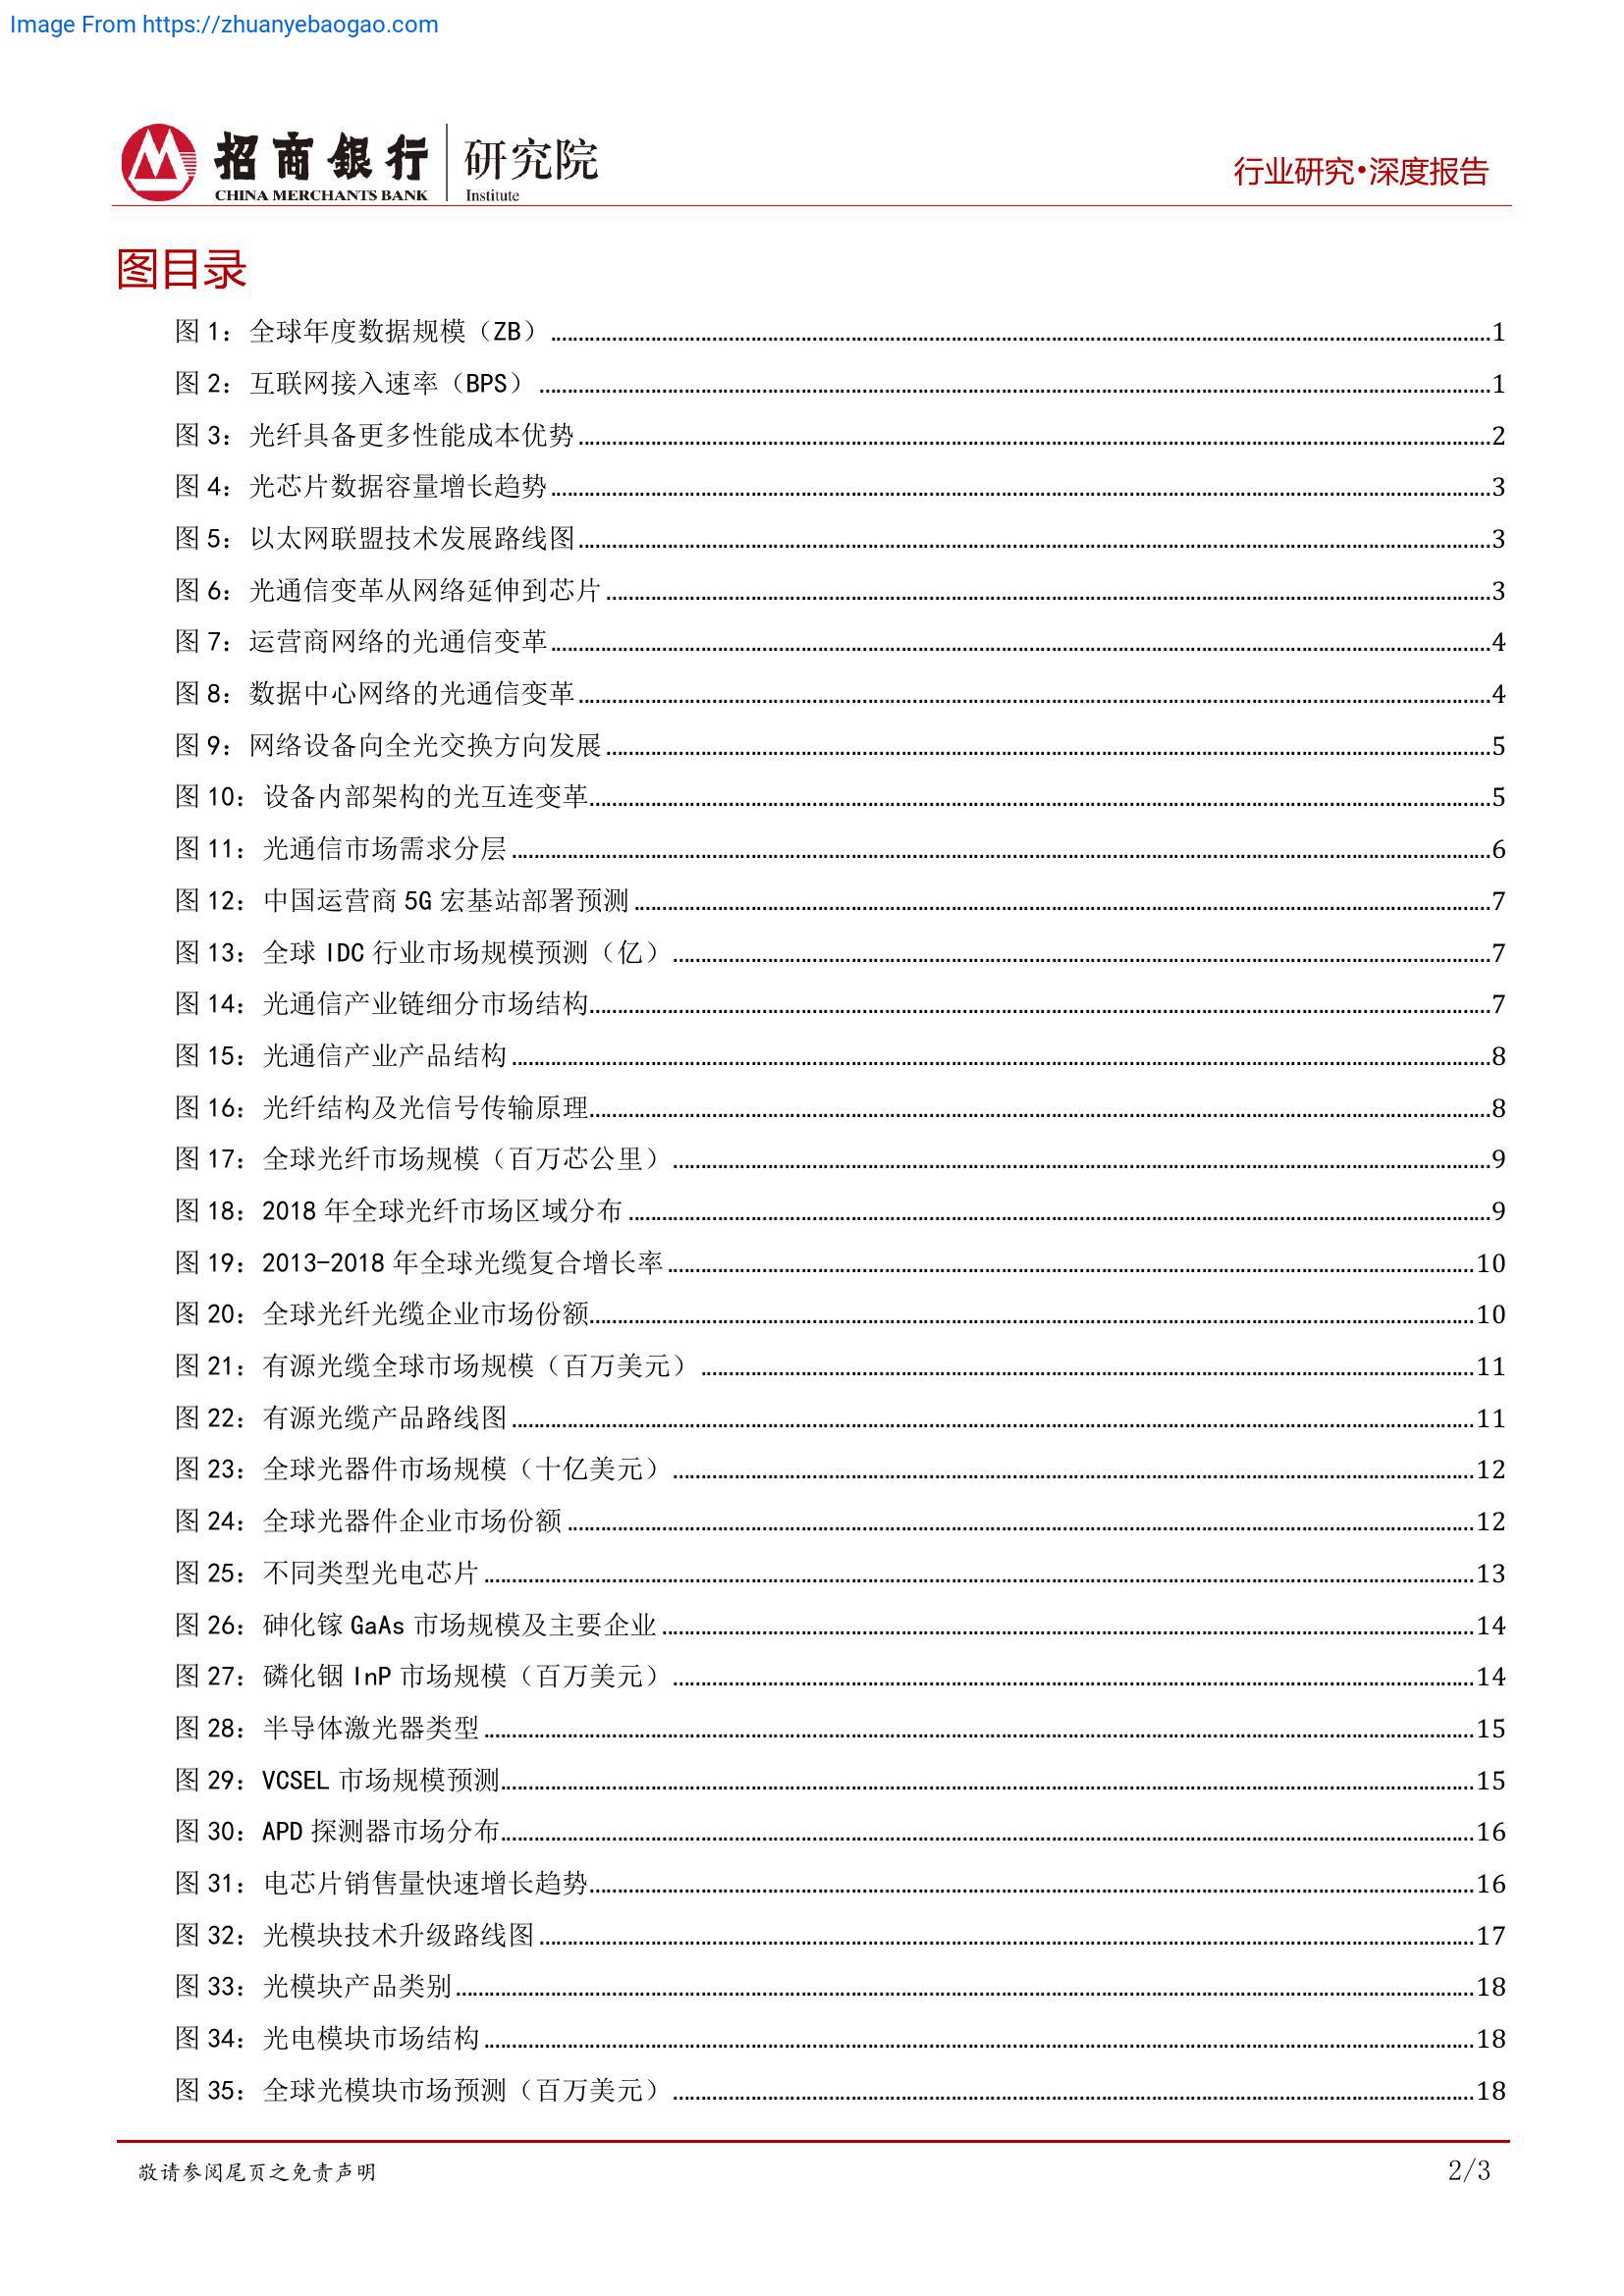 Image From https://zhuanyebaogao.com
招商銀行 研究院
CHINA MERCHANTS BANK Institute
行业研究•深度报告
图目录
图 1：全球年度数据规模（ZB）1
图 2：互联网接入速率（BPS）1
图 3：光纤具备更多性能成本优势2
图 4：光芯片数据容量增长趋势3
图 5：以太网联盟技术发展路线图3
图 6：光通信变革从网络延伸到芯片3
图 7：运营商网络的光通信变革4
图 8：数据中心网络的光通信变革4
图 9：网络设备向全光交换方向发展5
图 10：设备内部架构的光互连变革5
图 11：光通信市场需求分层6
图 12：中国运营商 5G 宏基站部署预测7
图 13：全球 IDC 行业市场规模预测（亿）7
图 14：光通信产业链细分市场结构7
图 15：光通信产业产品结构8
图 16：光纤结构及光信号传输原理8
图 17：全球光纤市场规模（百万芯公里）9
图 18：2018 年全球光纤市场区域分布9
图 19：2013-2018 年全球光缆复合增长率10
图 20：全球光纤光缆企业市场份额10
图 21：有源光缆全球市场规模（百万美元）11
图 22：有源光缆产品路线图11
图 23：全球光器件市场规模（十亿美元）12
图 24：全球光器件企业市场份额12
图 25：不同类型光电芯片13
图 26：砷化镓 GaAs 市场规模及主要企业14
图 27：磷化铟 InP 市场规模（百万美元）14
图 28：半导体激光器类型15
图 29：VCSEL 市场规模预测15
图 30：APD 探测器市场分布16
图 31：电芯片销售量快速增长趋势16
图 32：光模块技术升级路线图17
图 33：光模块产品类别18
图 34：光电模块市场结构18
图 35：全球光模块市场预测（百万美元）18
敬请参阅尾页之免责声明
2/3